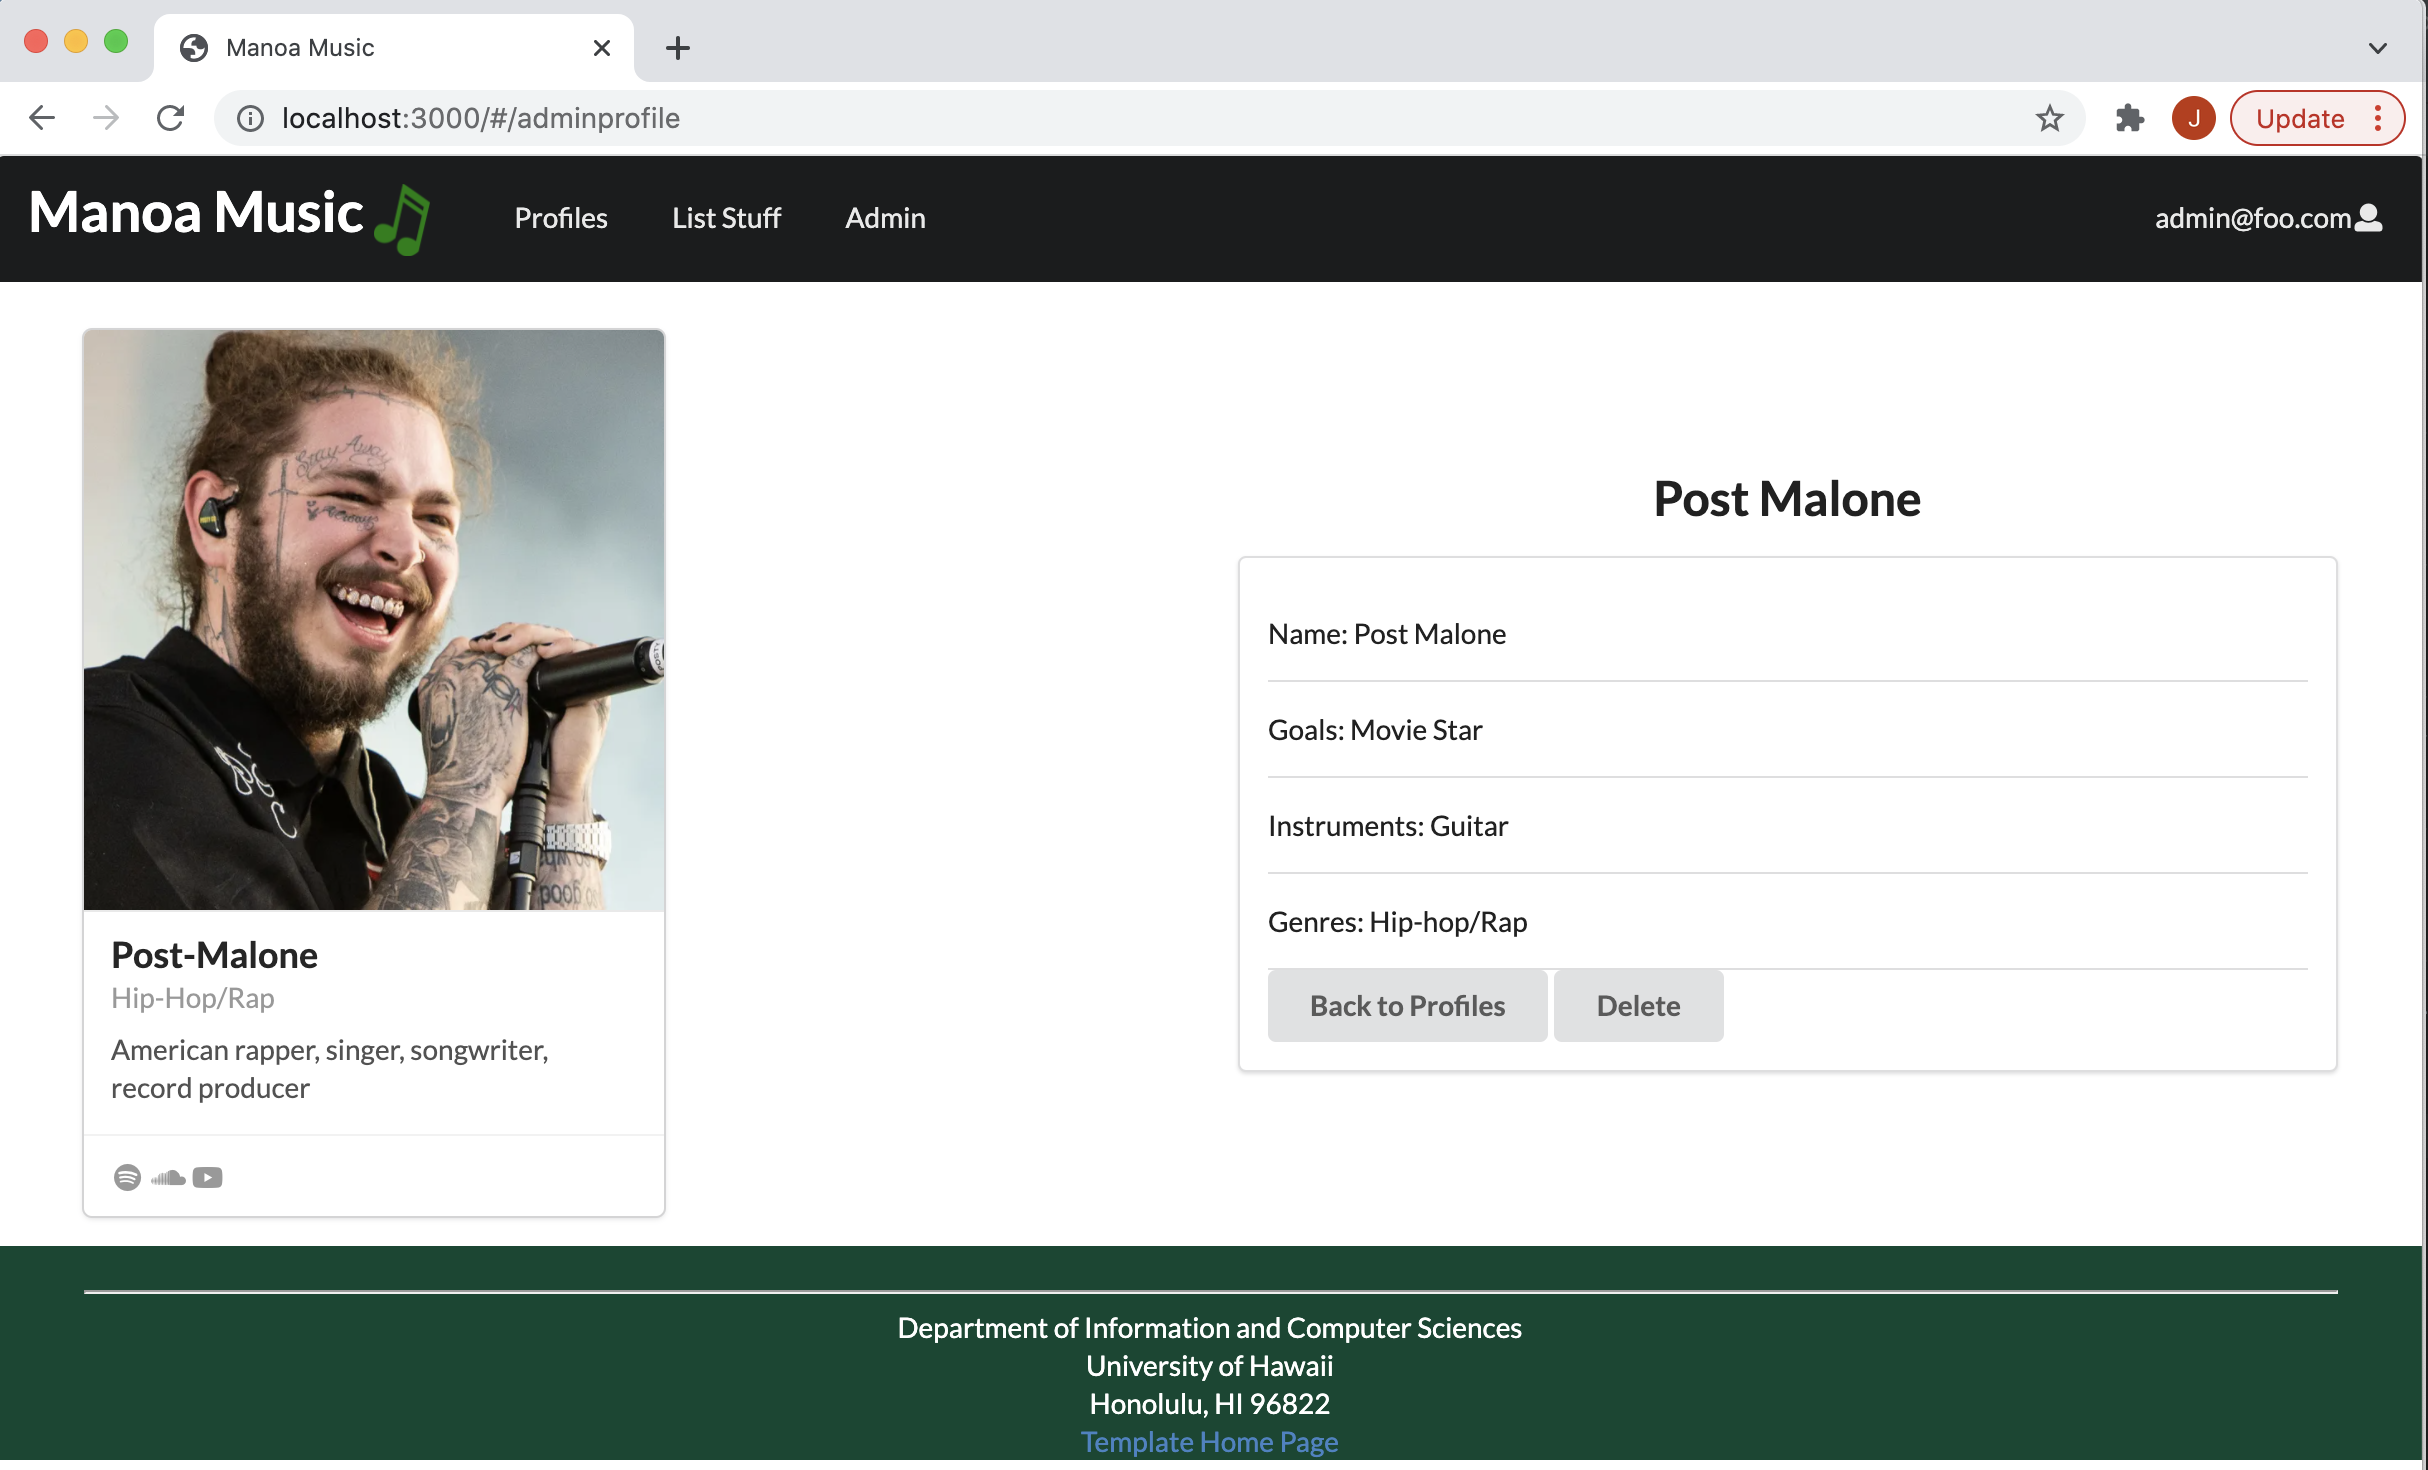 Manoa Music
localhost:3000/#/adminprofile
J
Update
Manoa Music
Profiles
List Stuff
Admin
admin@foo.com
Stay Away
Post-Malone
Hip-Hop/Rap
American rapper, singer, songwriter,
record producer
Post Malone
Name: Post Malone
Goals: Movie Star
Instruments: Guitar
Genres: Hip-hop/Rap
Back to Profiles
Delete
Department of Information and Computer Sciences
University of Hawaii
Honolulu, HI 96822
Template Home Page